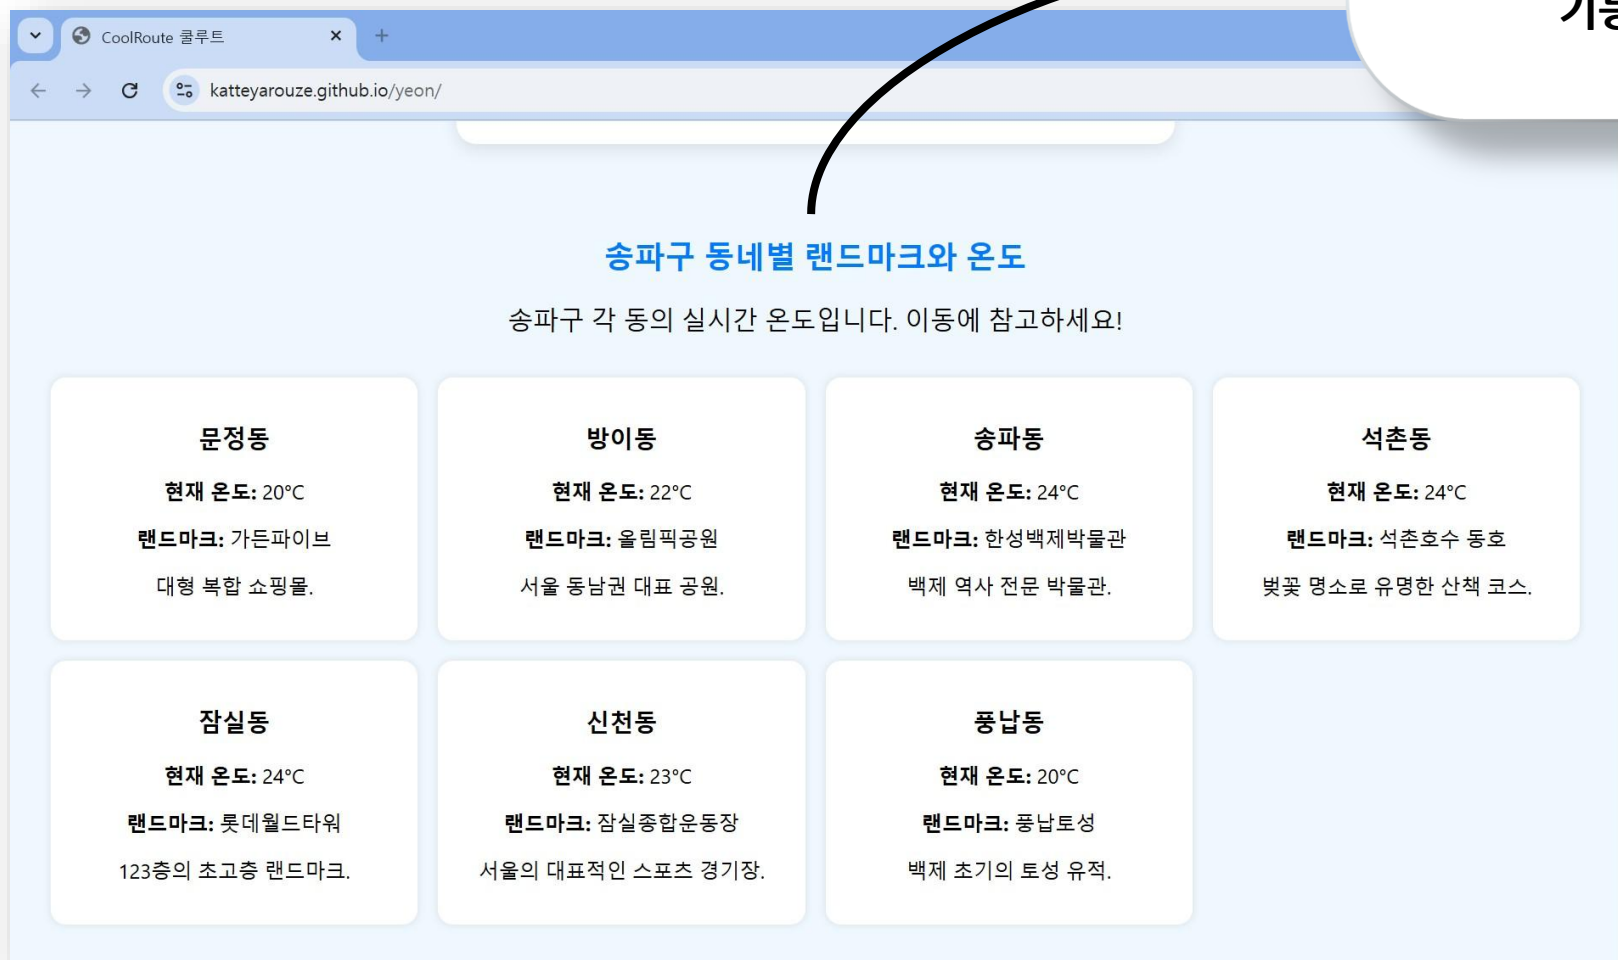 CoolRoute 쿨루트
katteyarouze.github.io/yeon/
송파구 동네별 랜드마크와 온도
송파구 각 동의 실시간 온도입니다. 이동에 참고하세요!
문정동
현재 온도: 20°C
랜드마크: 가든파이브
대형 복합 쇼핑몰.
방이동
현재 온도: 22°C
랜드마크: 올림픽공원
서울 동남권 대표 공원.
송파동
현재 온도: 24°C
랜드마크: 한성백제박물관
백제 역사 전문 박물관.
석촌동
현재 온도: 24°C
랜드마크: 석촌호수 동호
벚꽃 명소로 유명한 산책 코스.
잠실동
현재 온도: 24°C
랜드마크: 롯데월드타워
123층의 초고층 랜드마크.
신천동
현재 온도: 23°C
랜드마크: 잠실종합운동장
서울의 대표적인 스포츠 경기장.
풍납동
현재 온도: 20°C
랜드마크: 풍납토성
백제 초기의 토성 유적.